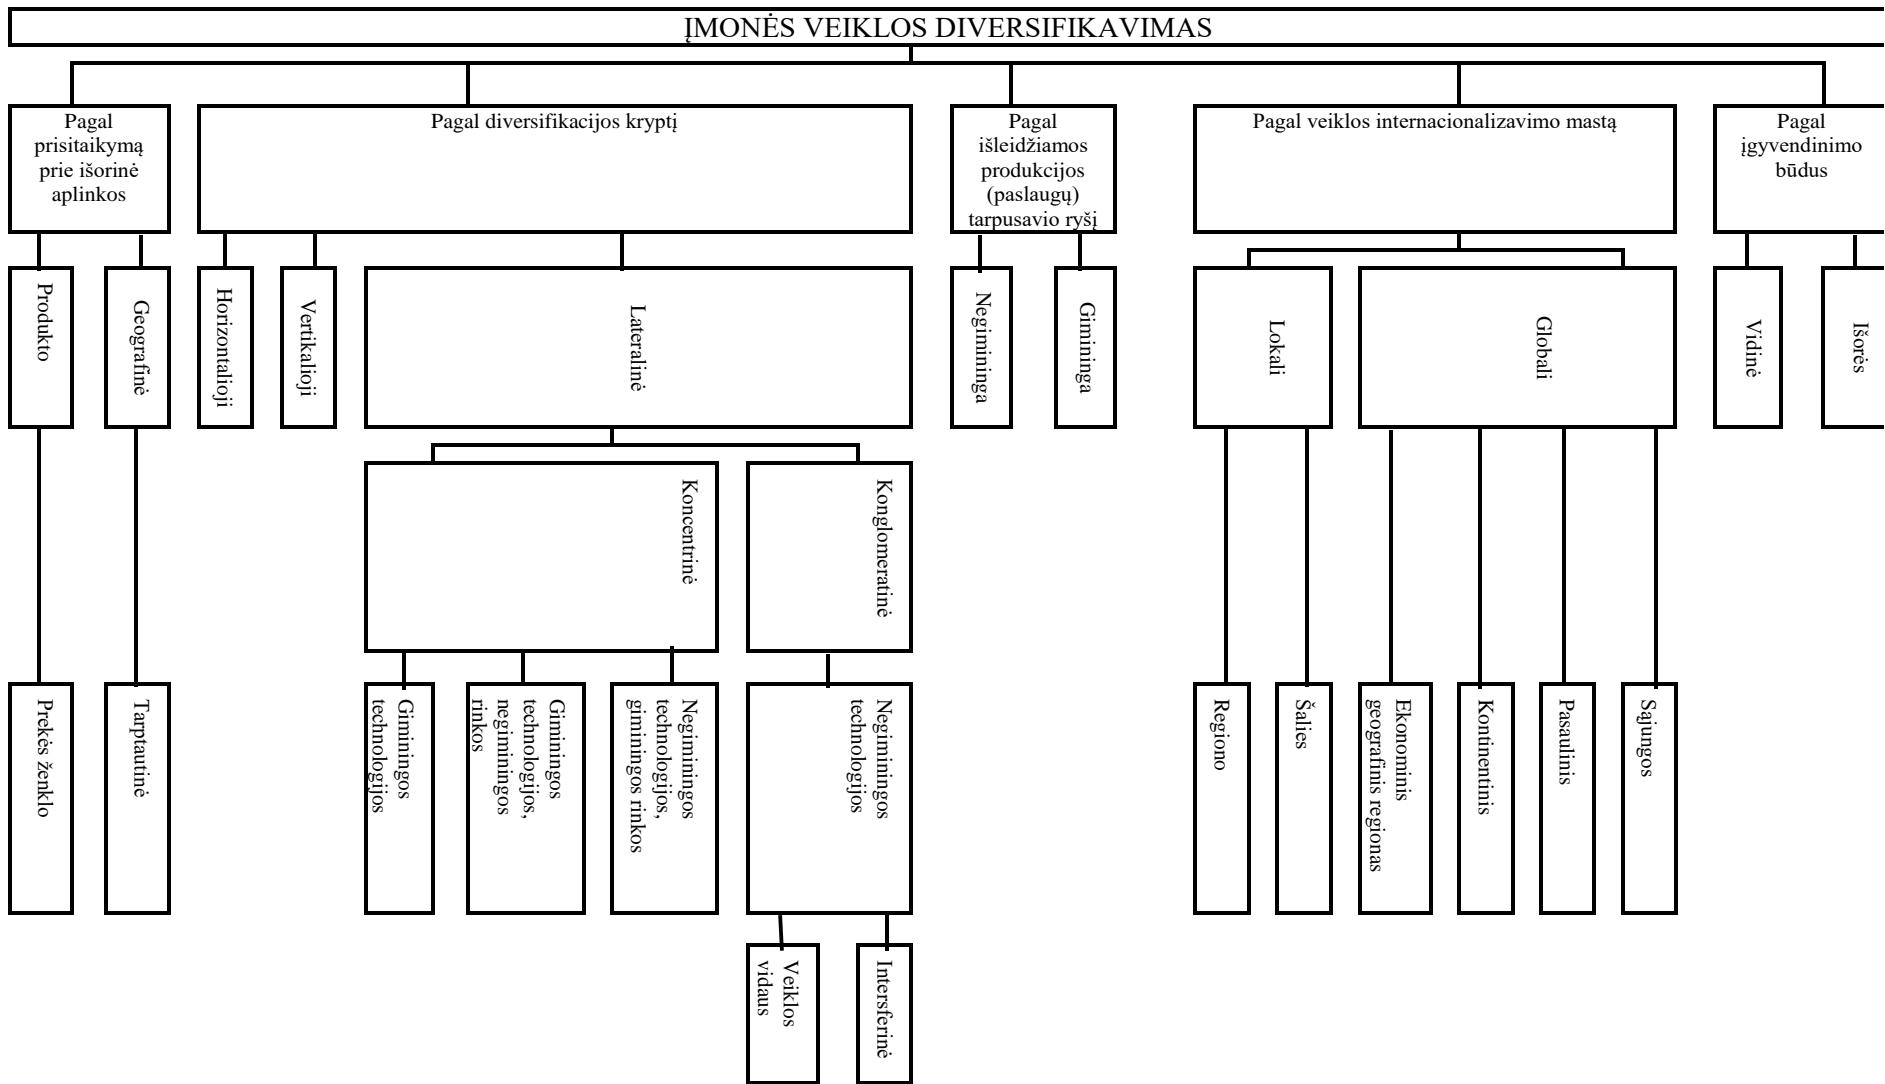 ĮMONĖS VEIKLOS DIVERSIFIKAVIMAS
Pagal
prisitaikymą
prie išorinė
aplinkos
Pagal diversifikacijos kryptį
Pagal
išleidžiamos
produkcijos
(paslaugų)
tarpusavio ryšį
Pagal veiklos internacionalizavimo mastą
Pagal
įgyvendinimo
būdus
Produkto
Geografinė
Horizontalioji
Vertikalioji
Lateralinė
Negimininga
Gimininga
Lokali
Globali
Vidinė
Išorės
Koncentrinė
Konglomeratinė
Prekės ženklo
Tarptautinė
Giminingos
technologijos
Giminingos
technologijos,
negiminingos
rinkos
Negiminingos
technologijos,
giminingos rinkos
Negiminingos
technologijos
Regiono
Šalies
Ekonominis
geografinis regionas
Kontinentinis
Pasaulinis
Sąjungos
Veiklos
vidaus
Intersferinė